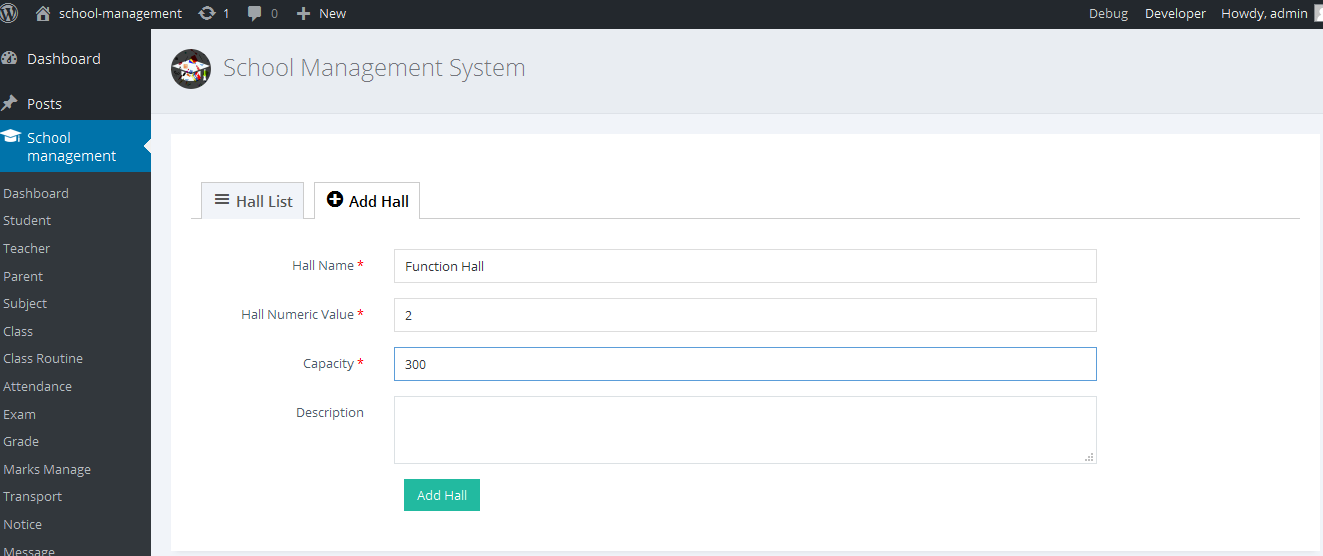 school-management 1 0 New Debug Developer Howdy, admin
Dashboard
Posts
School
management
Dashboard
Student
Teacher
Parent
Subject
Class
Class Routine
Attendance
Exam
Grade
Marks Manage
Transport
Notice
Message
School Management System
Hall List Add Hall
Hall Name * Function Hall
Hall Numeric Value * 2
Capacity * 300
Description
Add Hall